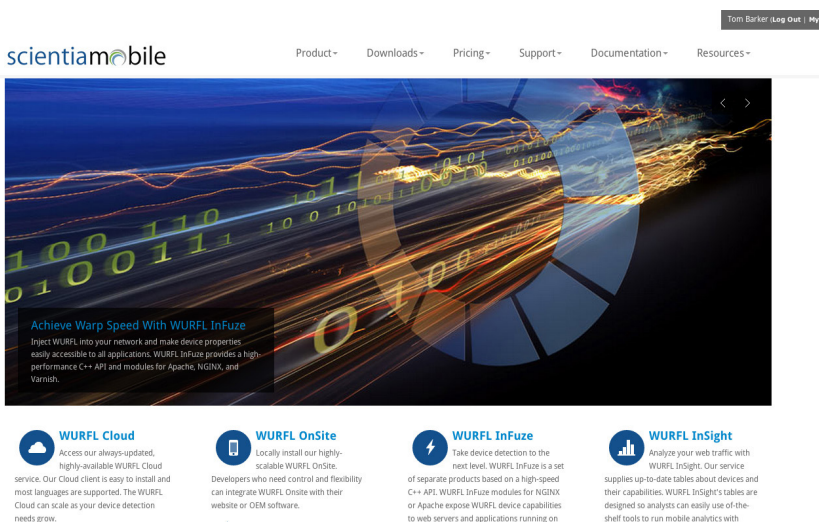 Tom Barker (Log Out | My
scientiamobile
Product Downloads Pricing Support Documentation Resources
Achieve Warp Speed With WURFL InFuze
Inject WURFL into your network and make device properties
easily accessible to all applications. WURFL InFuze provides a high-
performance C++ API and modules for Apache, NGINX, and
Varnish.
WURFL Cloud
Access our always-updated,
highly-available WURFL Cloud
service. Our Cloud client is easy to install and
most languages are supported. The WURFL
Cloud can scale as your device detection
needs grow.
WURFL OnSite
Locally install our highly-
scalable WURFL OnSite.
Developers who need control and flexibility
can integrate WURFL Onsite with their
website or OEM software.
WURFL InFuze
Take device detection to the
next level. WURFL InFuze is a set
of separate products based on a high-speed
C++ API. WURFL InFuze modules for NGINX
or Apache expose WURFL device capabilities
to web servers and applications running on
WURFL InSight
Analyze your web traffic with
WURFL InSight. Our service
supplies up-to-date tables about devices and
their capabilities. WURFL InSight's tables are
designed so analysts can easily use of-the-
shelf tools to run mobile analytics with